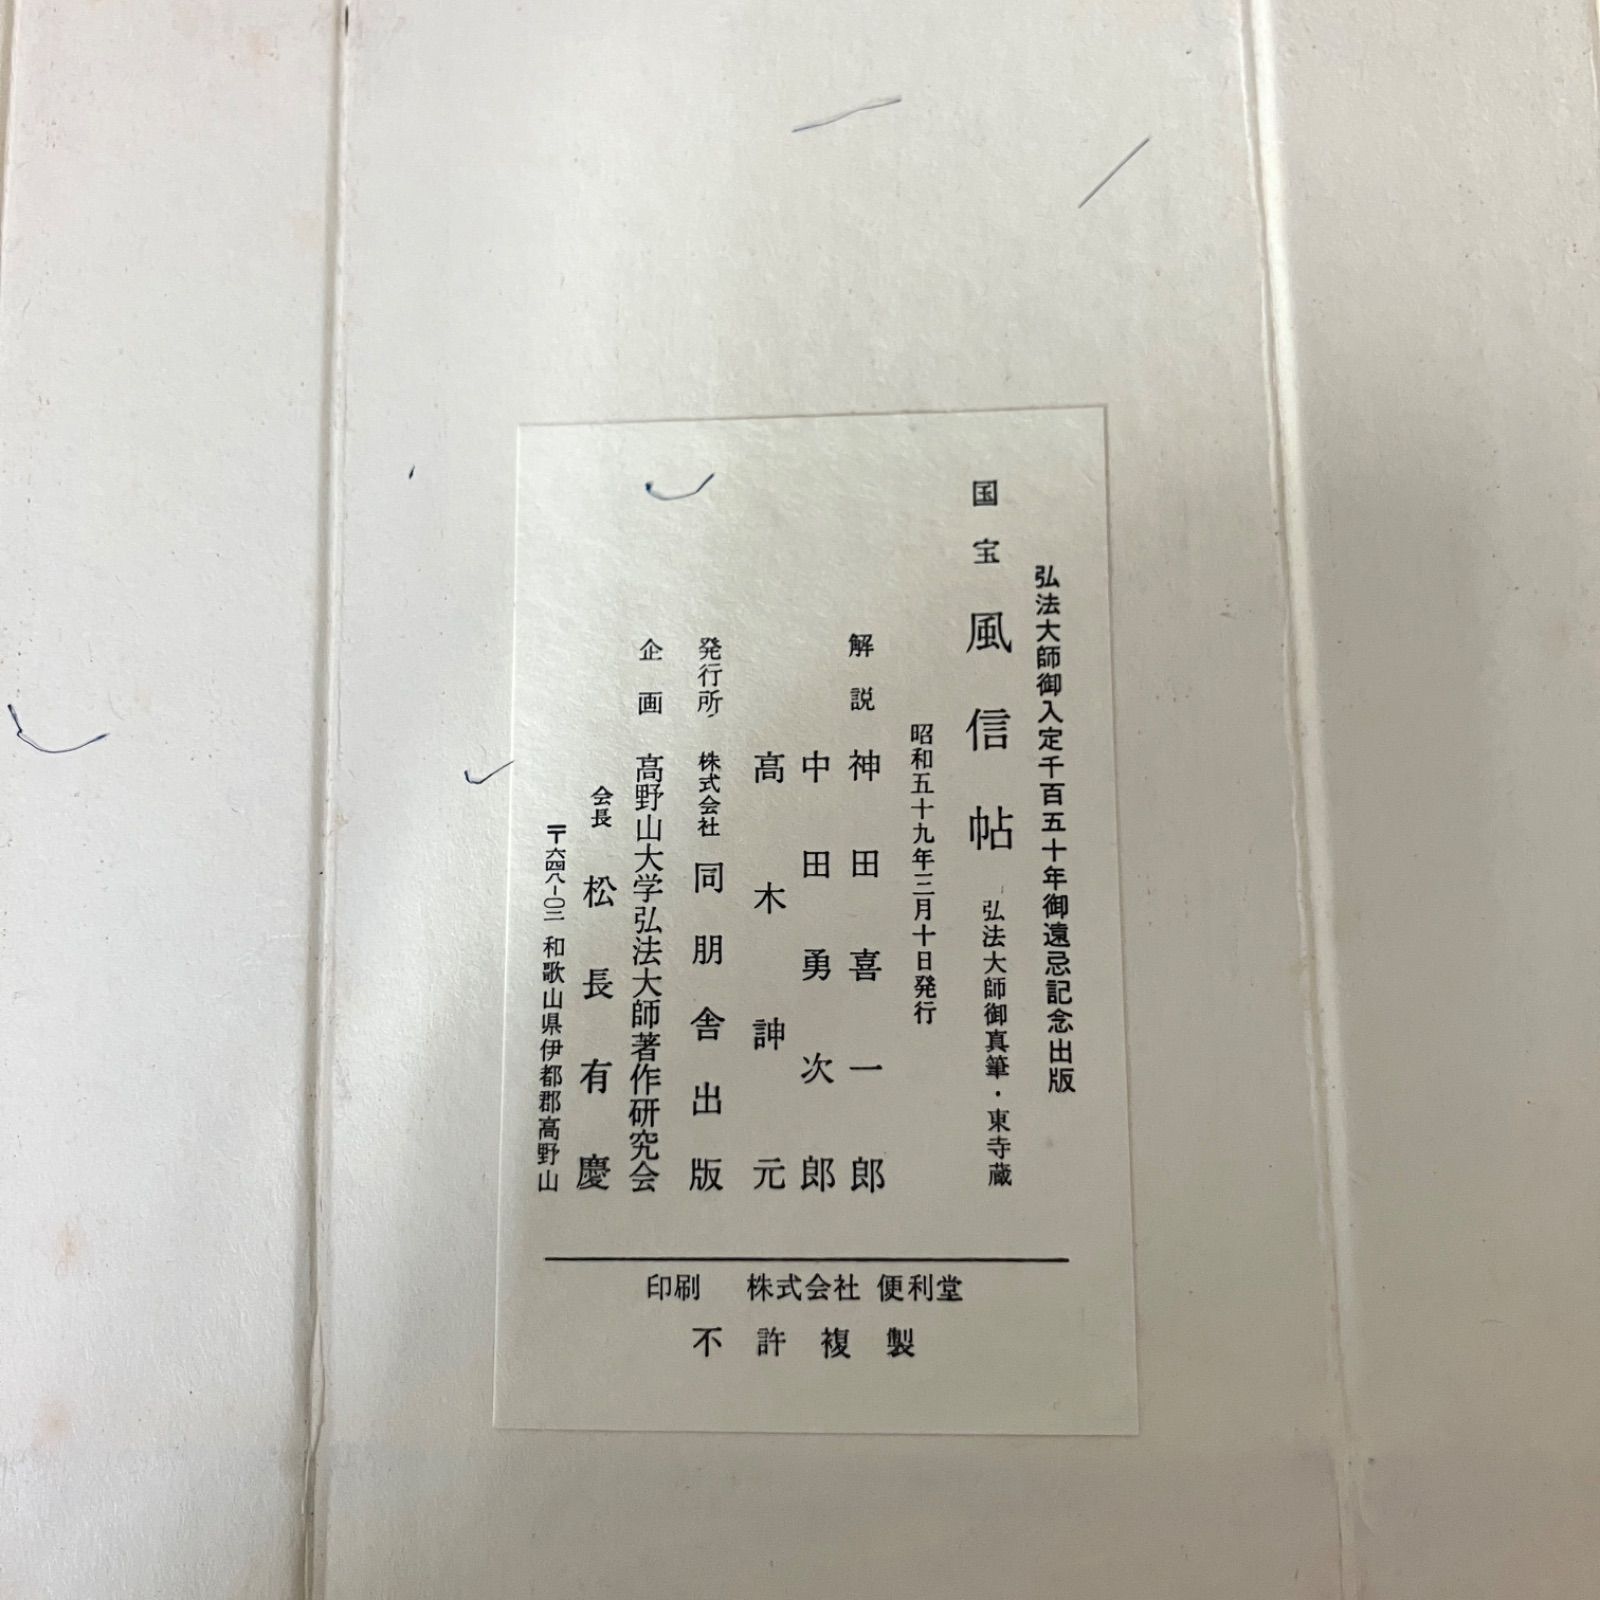 弘法大師御入定千百五十年御遠忌記念出版
国宝 風信帖 弘法大師御真筆・東寺蔵
昭和五十九年三月十日発行
解説 神田喜一郎
中田勇次郎
高木訷元
発行所 株式会社 同朋舎出版
企画 高野山大学弘法大師著作研究会
会長 松長有慶
〒六四八-〇二 和歌山県伊都郡高野山
印刷 株式会社 便利堂
不許複製